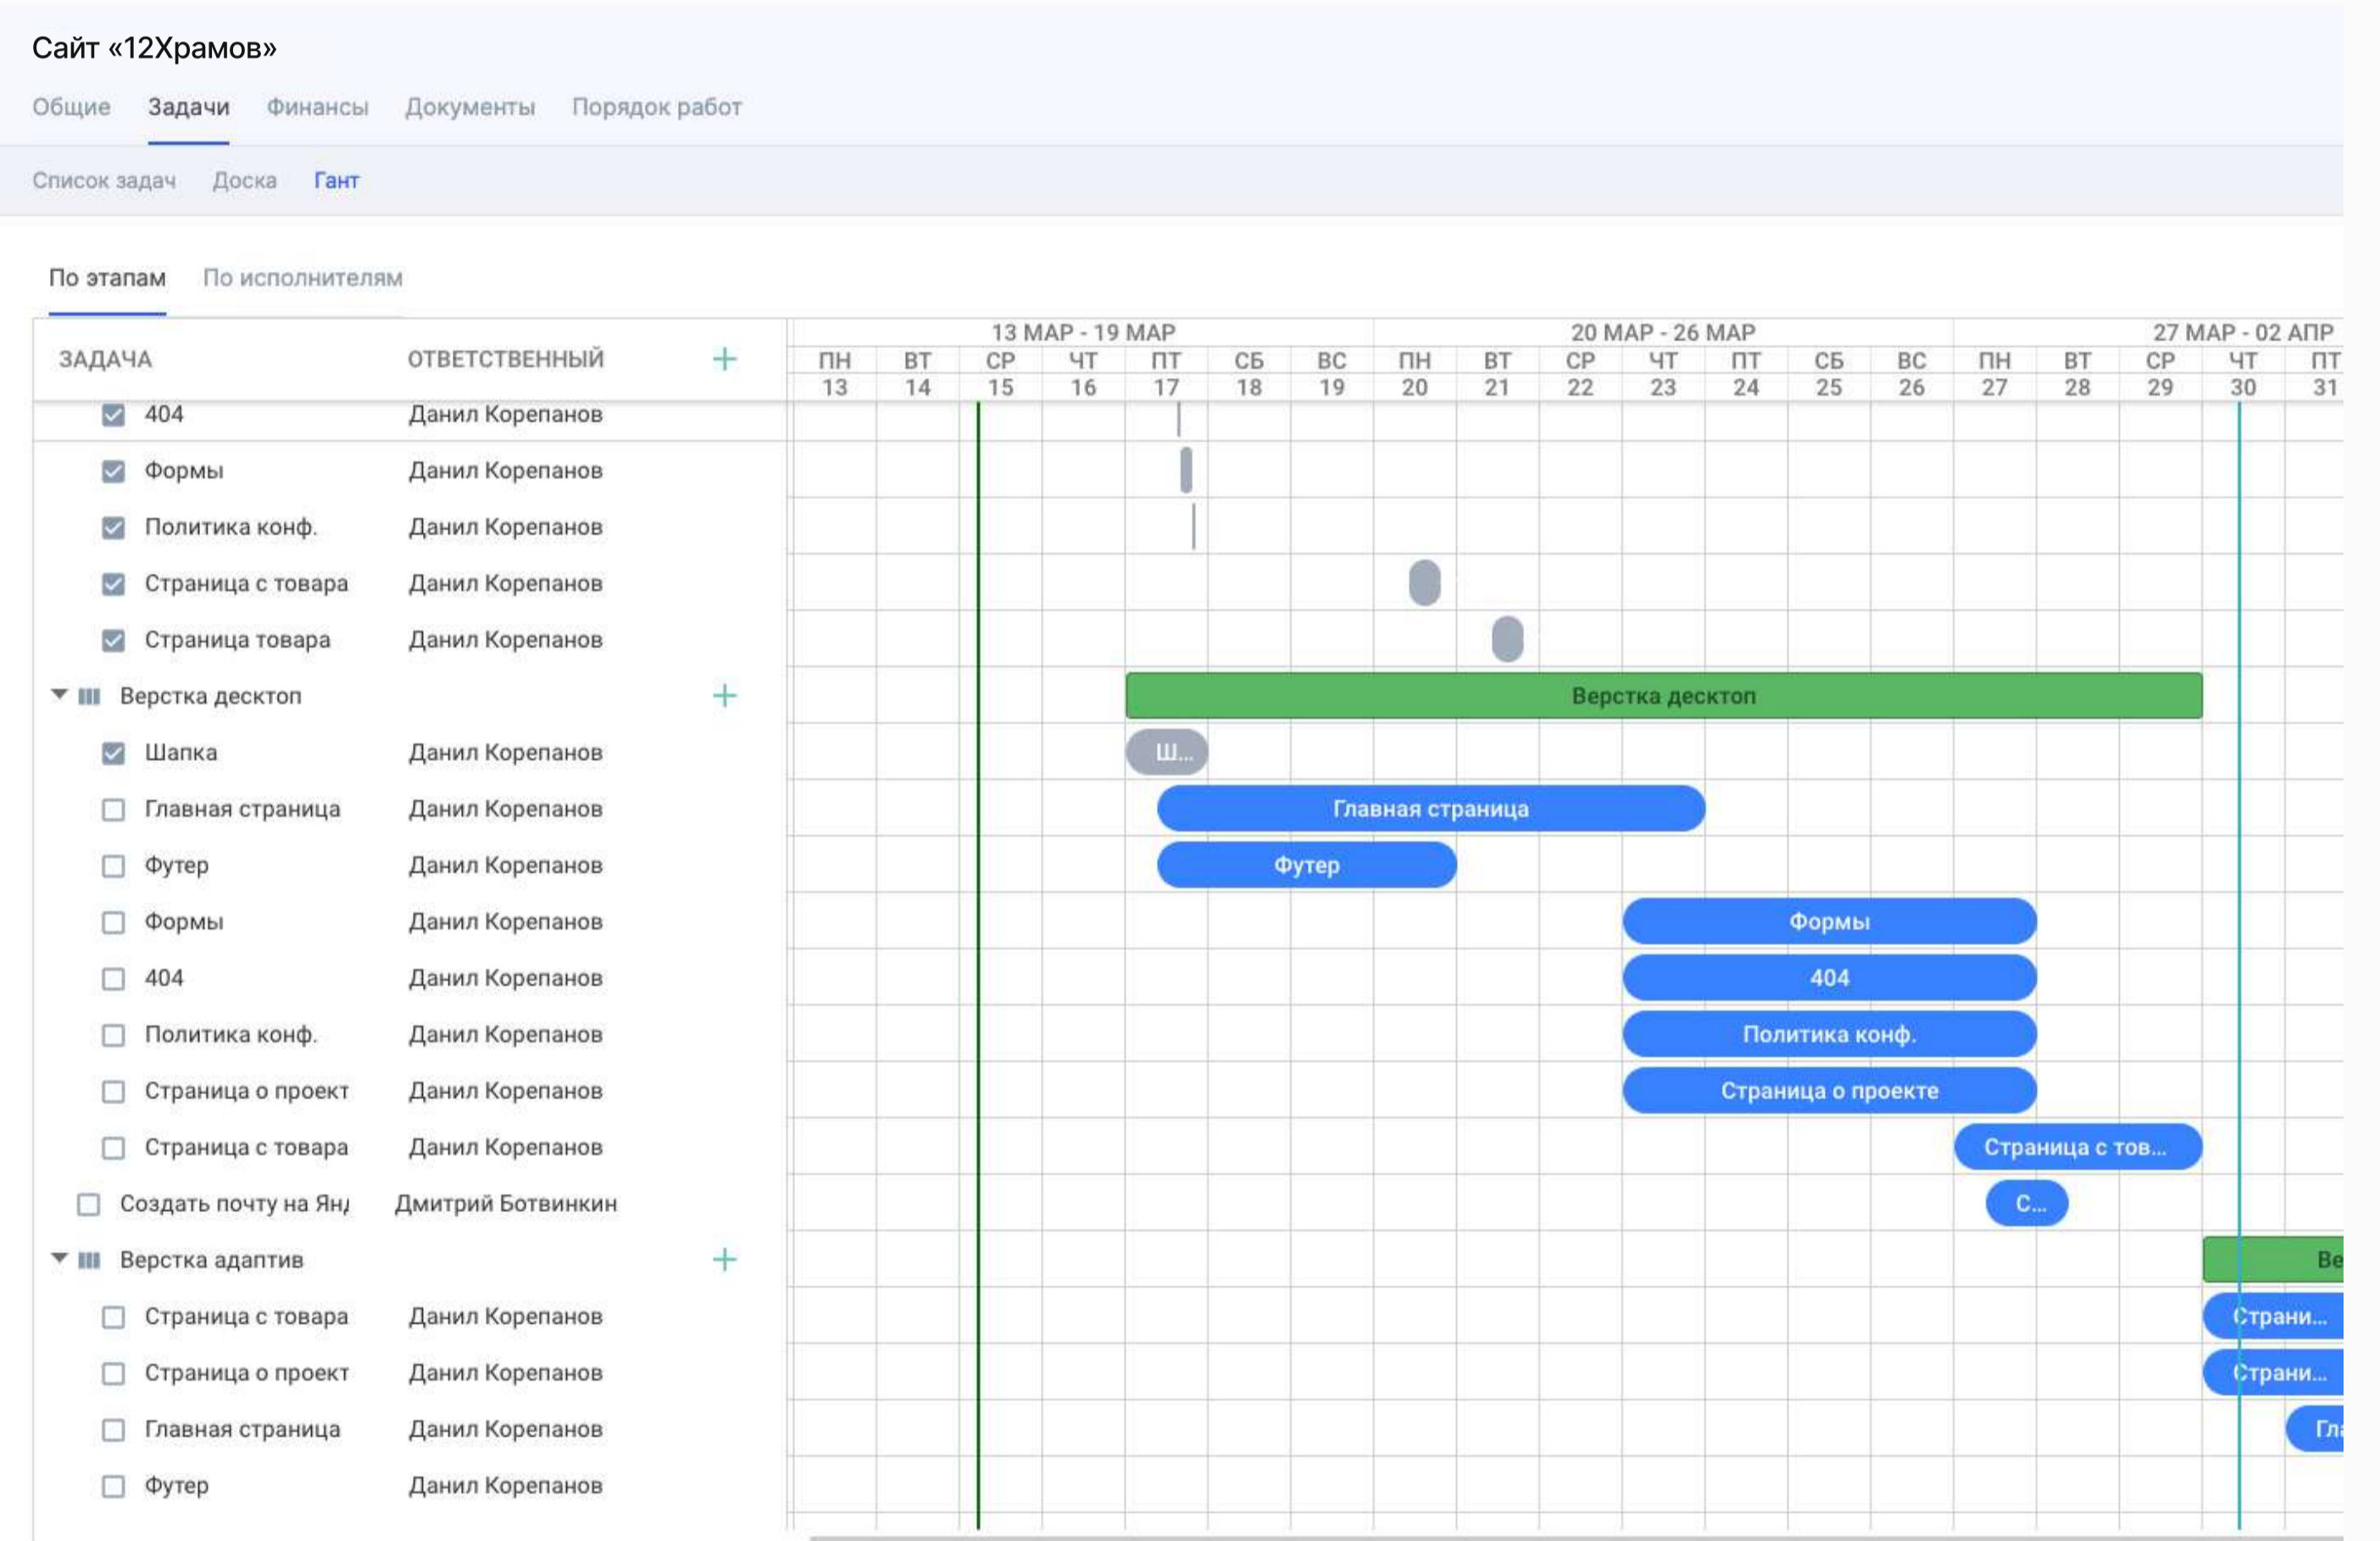 Сайт «12Храмов»
Общие Задачи Финансы Документы Порядок работ
Список задач Доска Гант
По этапам По исполнителям
ЗАДАЧА ОТВЕТСТВЕННЫЙ +
13 МАР - 19 МАР 20 МАР - 26 МАР 27 МАР - 02 АПР
ПН ВТ СР ЧТ ПТ СБ ВС ПН ВТ СР ЧТ ПТ СБ ВС ПН ВТ СР ЧТ ПТ
13 14 15 16 17 18 19 20 21 22 23 24 25 26 27 28 29 30 31
404 Данил Корепанов
Формы Данил Корепанов
Политика конф. Данил Корепанов
Страница с товара Данил Корепанов
Страница товара Данил Корепанов
Верстка десктоп + Верстка десктоп
Шапка Данил Корепанов Ш...
Главная страница Данил Корепанов Главная страница
Футер Данил Корепанов Футер
Формы Данил Корепанов Формы
404 Данил Корепанов 404
Политика конф. Данил Корепанов Политика конф.
Страница о проект Данил Корепанов Страница о проекте
Страница с товара Данил Корепанов Страница с тов...
Создать почту на Янд Дмитрий Ботвинкин С...
Верстка адаптив + Ве
Страница с товара Данил Корепанов Страни...
Страница о проект Данил Корепанов Страни...
Главная страница Данил Корепанов Гла
Футер Данил Корепанов